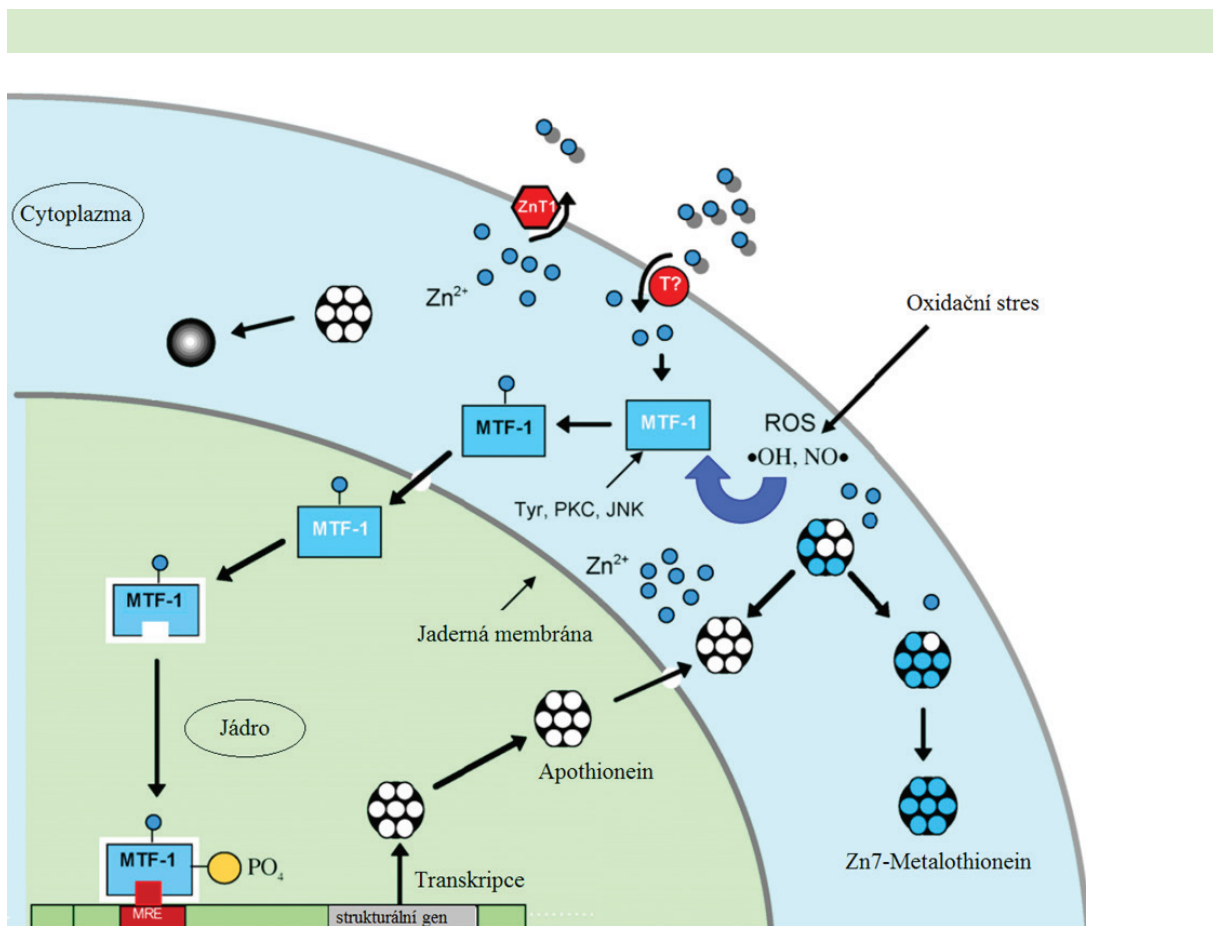 Cytoplazma
ZnT1
Zn2+
T?
Oxidační stres
MTF-1
MTF-1
ROS
•OH, NO•
Tyr, PKC, JNK
MTF-1
Zn2+
MTF-1
Jaderná membrána
Jádro
Apothionein
MTF-1
PO4
Transkripce
Zn7-Metalothionein
MRE
strukturální gen